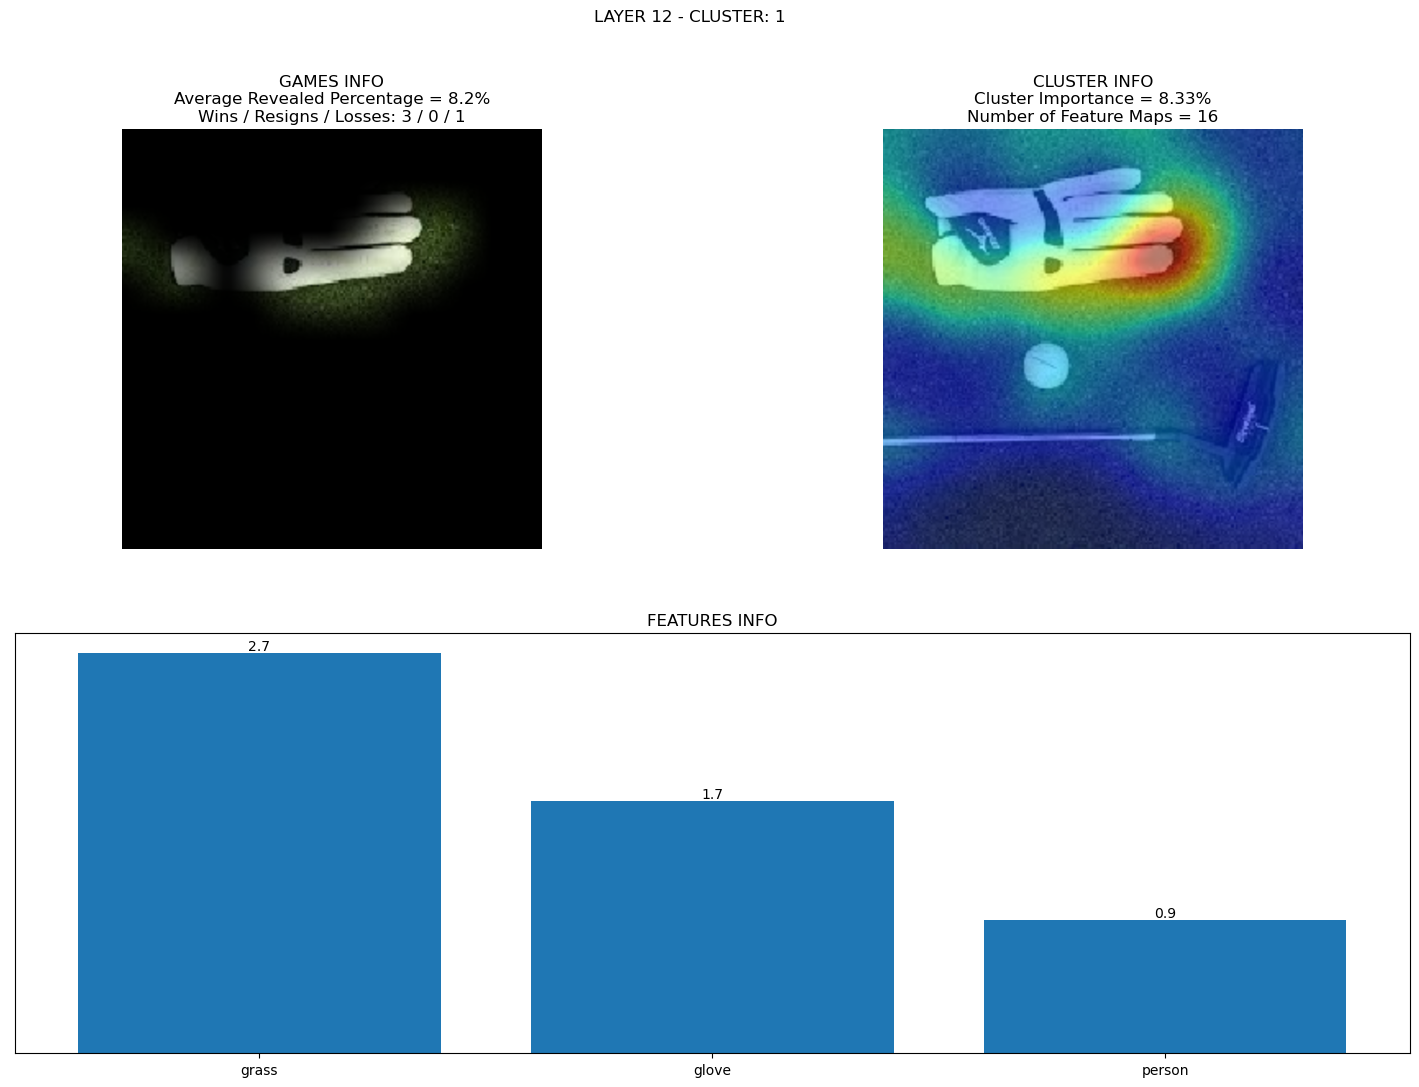 LAYER 12 - CLUSTER: 1
GAMES INFO
Average Revealed Percentage = 8.2%
Wins / Resigns / Losses: 3 / 0 / 1
CLUSTER INFO
Cluster Importance = 8.33%
Number of Feature Maps = 16
FEATURES INFO
2.7
1.7
0.9
grass
glove
person